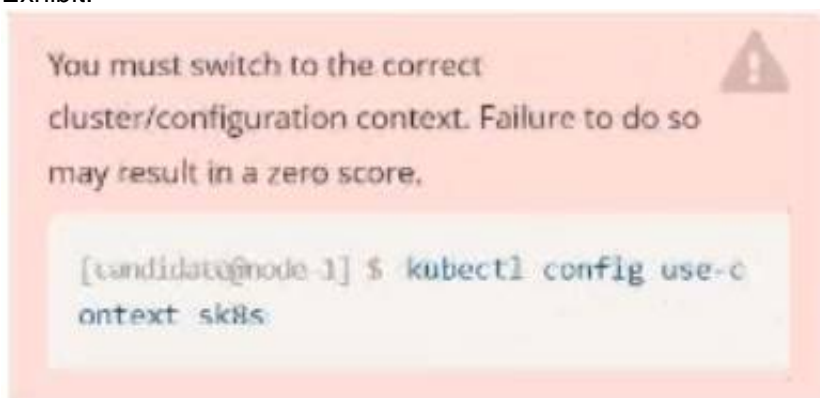 You must switch to the correct
cluster/configuration context. Failure to do so
may result in a zero score.
[candidate@node-1] $ kubectl config use-c
ontext sk8s